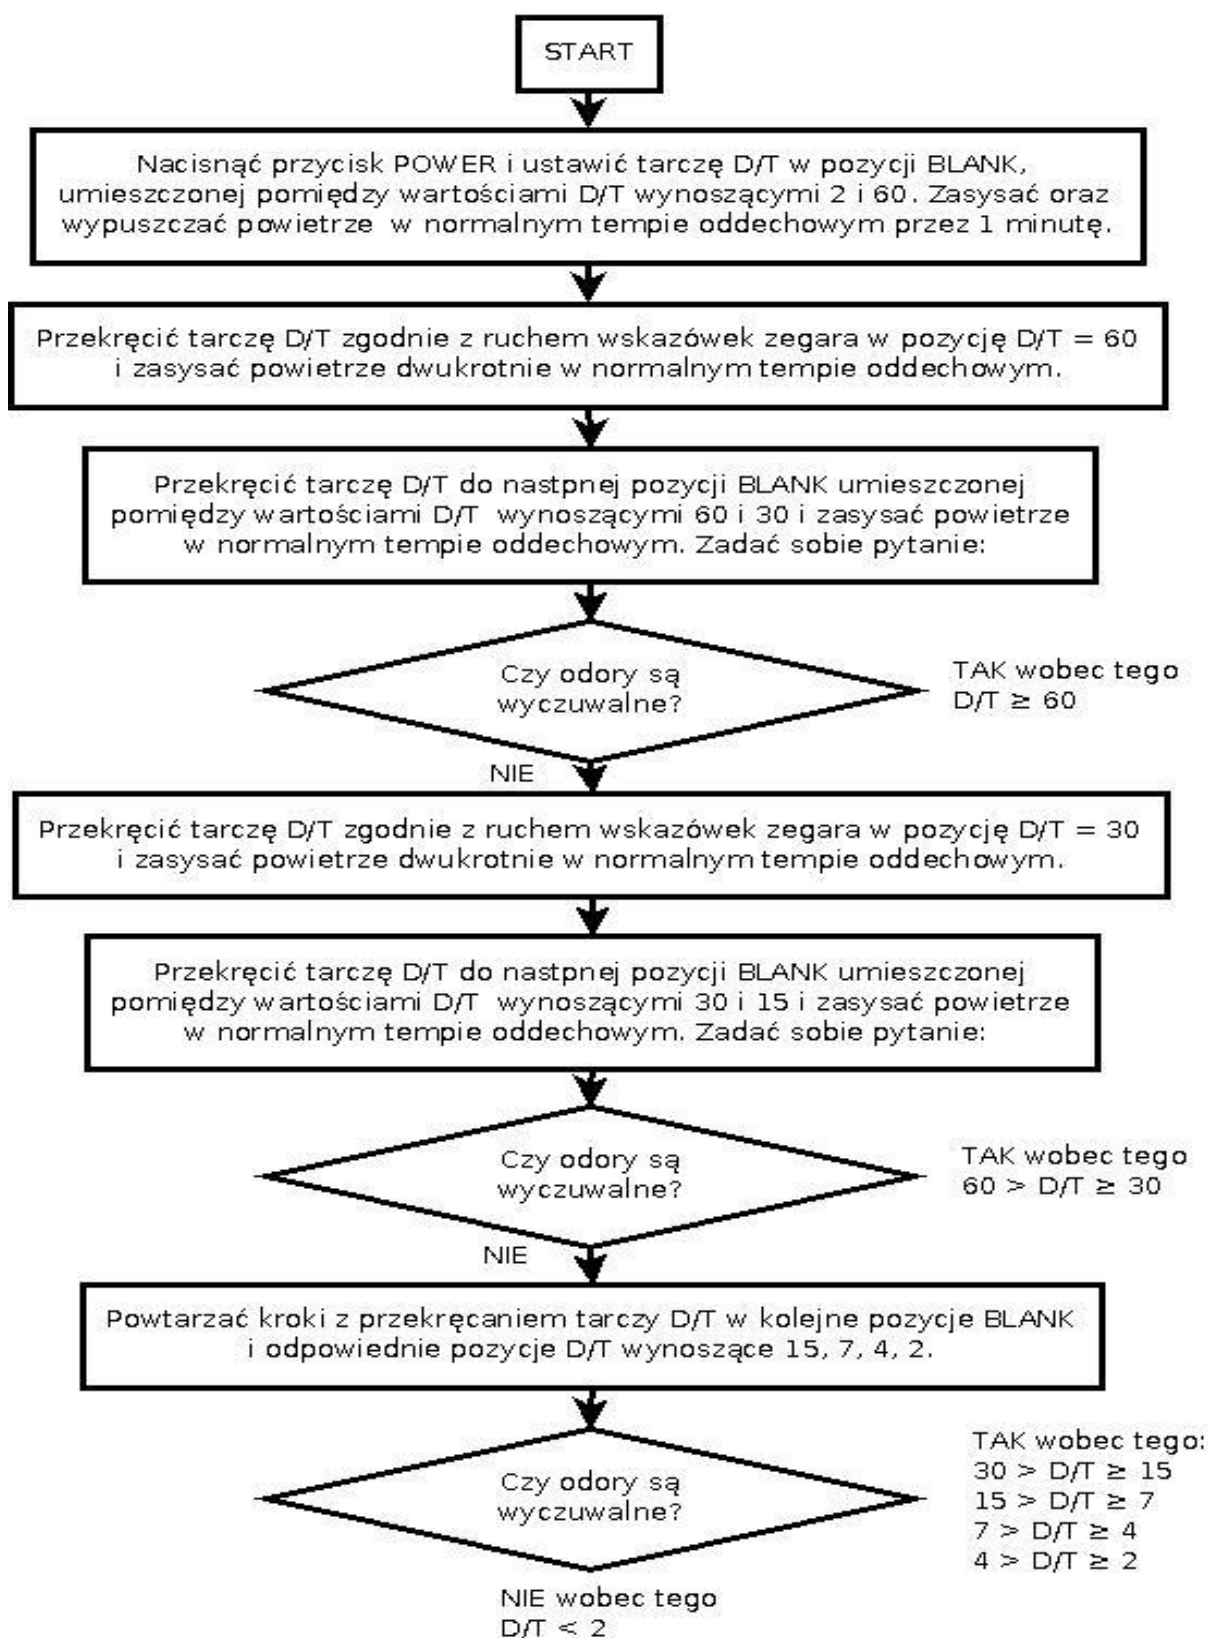 START
Nacisnąć przycisk POWER i ustawić tarczę D/T w pozycji BLANK,
umieszczonej pomiędzy wartościami D/T wynoszącymi 2 i 60. Zasysać oraz
wypuszczać powietrze w normalnym tempie oddechowym przez 1 minutę.
Przekręcić tarczę D/T zgodnie z ruchem wskazówek zegara w pozycję D/T = 60
i zasysać powietrze dwukrotnie w normalnym tempie oddechowym.
Przekręcić tarczę D/T do nastpnej pozycji BLANK umieszczonej
pomiędzy wartościami D/T wynoszącymi 60 i 30 i zasysać powietrze
w normalnym tempie oddechowym. Zadać sobie pytanie:
Czy odory są
wyczuwalne?
TAK wobec tego
D/T ≥ 60
NIE
Przekręcić tarczę D/T zgodnie z ruchem wskazówek zegara w pozycję D/T = 30
i zasysać powietrze dwukrotnie w normalnym tempie oddechowym.
Przekręcić tarczę D/T do nastpnej pozycji BLANK umieszczonej
pomiędzy wartościami D/T wynoszącymi 30 i 15 i zasysać powietrze
w normalnym tempie oddechowym. Zadać sobie pytanie:
Czy odory są
wyczuwalne?
TAK wobec tego
60 > D/T ≥ 30
NIE
Powtarzać kroki z przekręcaniem tarczy D/T w kolejne pozycje BLANK
i odpowiednie pozycje D/T wynoszące 15, 7, 4, 2.
Czy odory są
wyczuwalne?
TAK wobec tego:
30 > D/T ≥ 15
15 > D/T ≥ 7
7 > D/T ≥ 4
4 > D/T ≥ 2
NIE wobec tego
D/T < 2